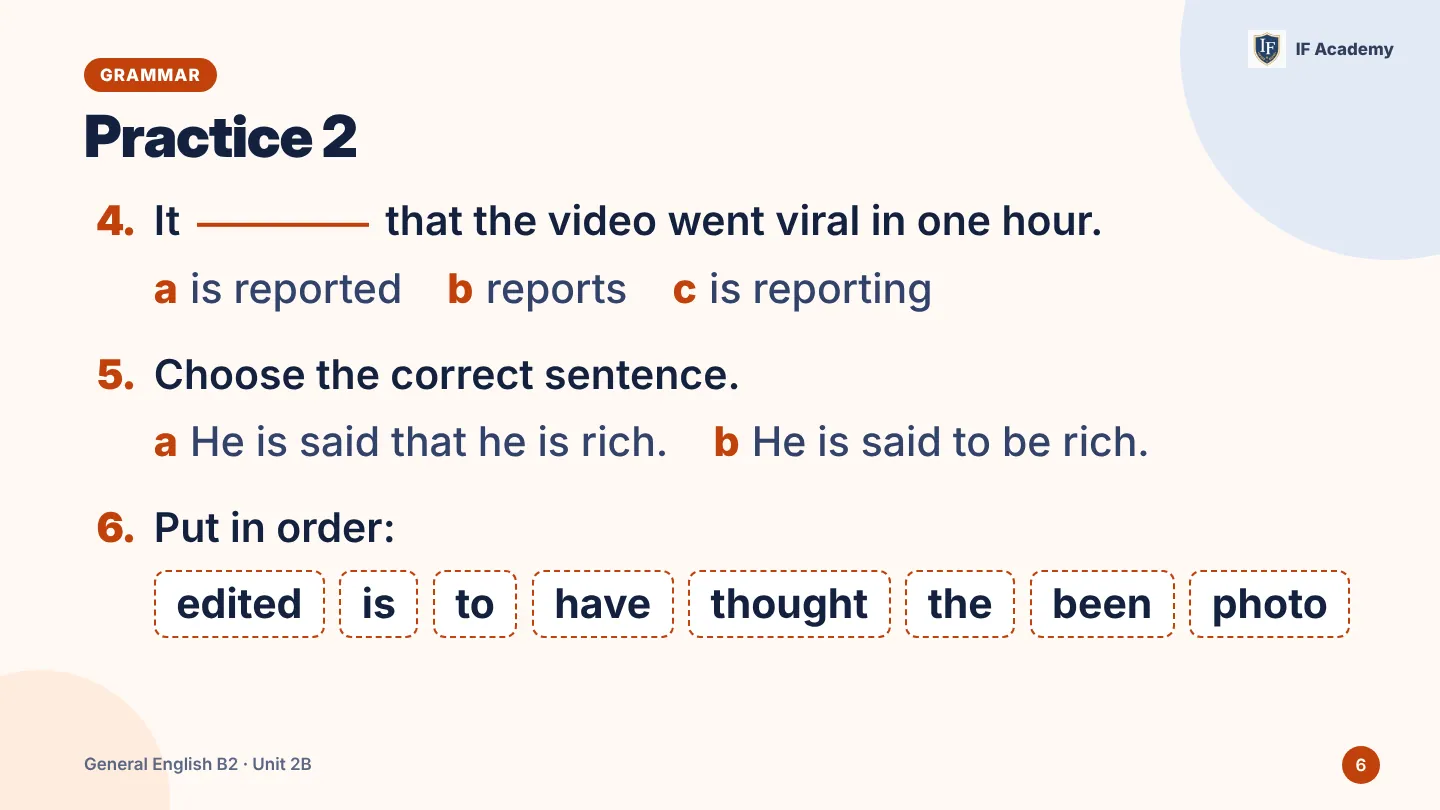 IF
IF Academy
GRAMMAR
Practice 2
4. It ________ that the video went viral in one hour.
a is reported b reports c is reporting
5. Choose the correct sentence.
a He is said that he is rich. b He is said to be rich.
6. Put in order:
edited is to have thought the been photo
General English B2 · Unit 2B
6